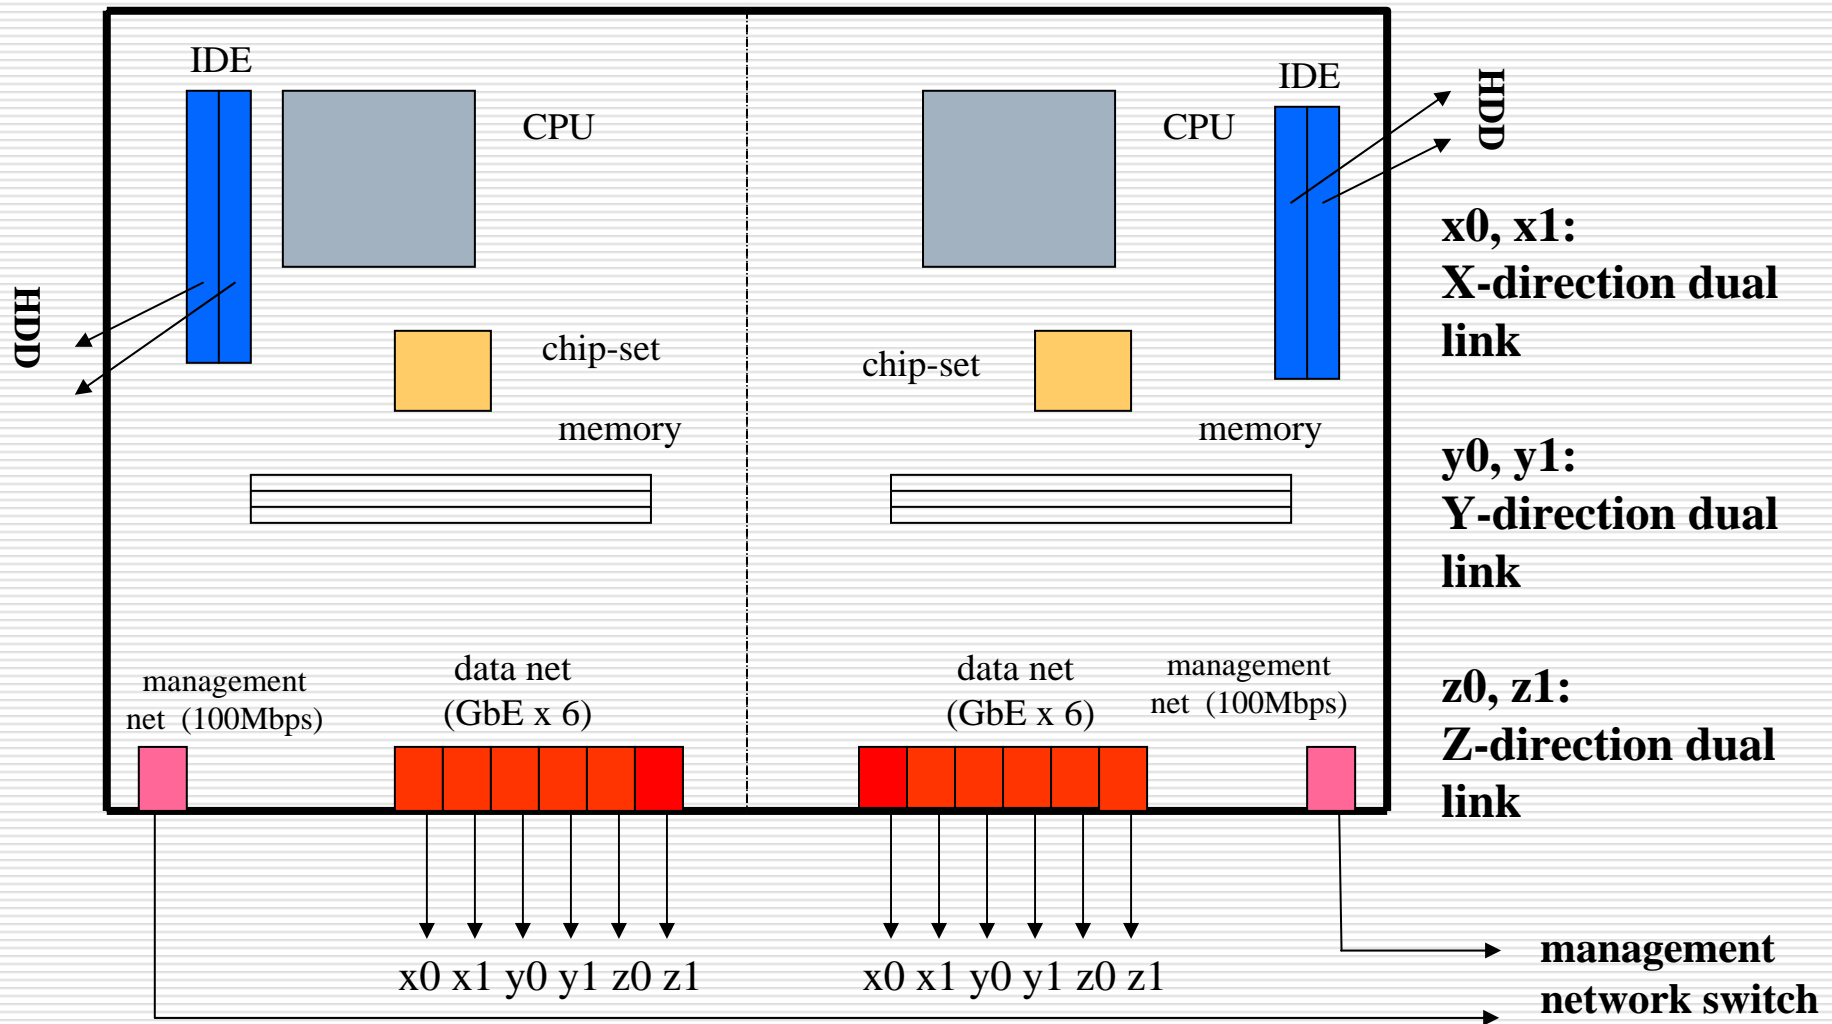 IDE
IDE
HDD
CPU
CPU
x0, x1:
X-direction dual
link
HDD
chip-set
chip-set
memory
memory
y0, y1:
Y-direction dual
link
management
net (100Mbps)
data net
(GbE x 6)
data net
(GbE x 6)
management
net (100Mbps)
z0, z1:
Z-direction dual
link
x0 x1 y0 y1 z0 z1
x0 x1 y0 y1 z0 z1
management
network switch